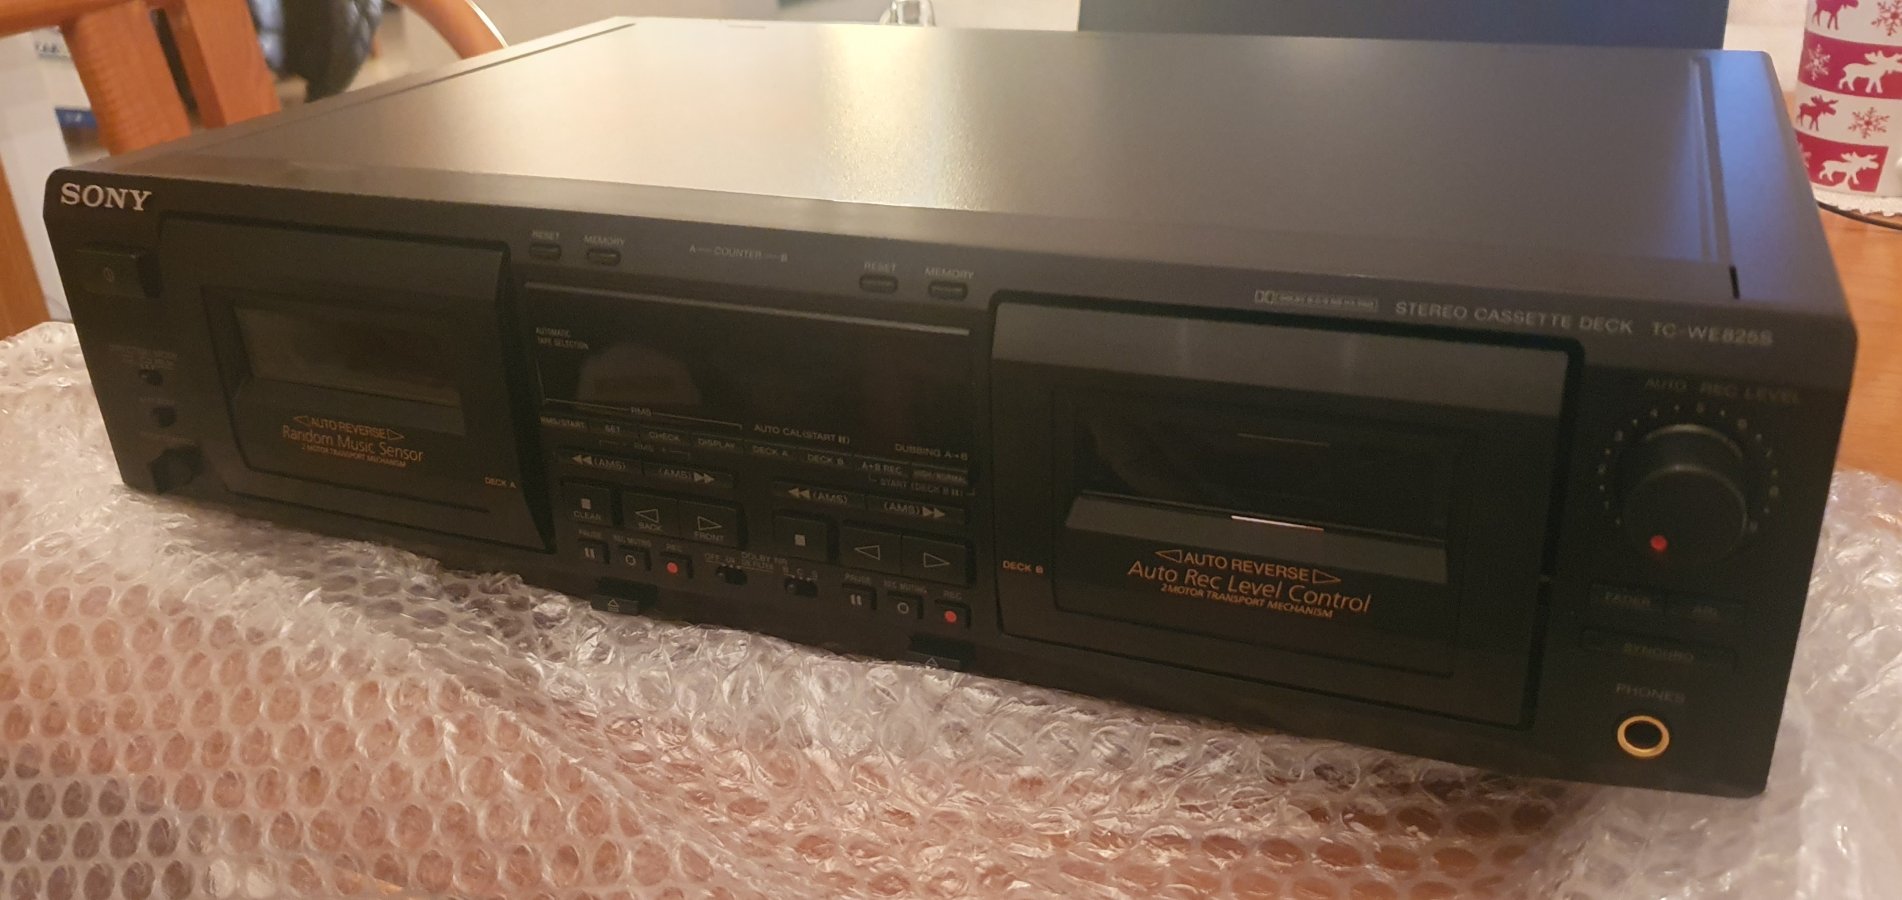 SONY
RESET
MEMORY
A — COUNTER — B
RESET
MEMORY
STEREO CASSETTE DECK TC-WE825S
AUTO REC LEVEL
AUTOMATIC
TAPE SELECTION
◁AUTO REVERSE▷
Random Music Sensor
2 MOTOR TRANSPORT MECHANISM
DECK A
RMS
AUTO CAL (START II)
DUBBING A→B
RMS/START
SET
CHECK
DISPLAY
DECK A
DECK B
A+B REC
HIGH/NORMAL
START (DECK B II)
◀◀ (AMS)
(AMS) ▶▶
◀◀ (AMS)
(AMS) ▶▶
CLEAR
BACK
FRONT
PAUSE
REC MUTING
REC
OFF
DOLBY NR
B C S
PAUSE
REC MUTING
REC
DECK B
◁AUTO REVERSE▷
Auto Rec Level Control
2 MOTOR TRANSPORT MECHANISM
FADER
SYNCHRO
PHONES